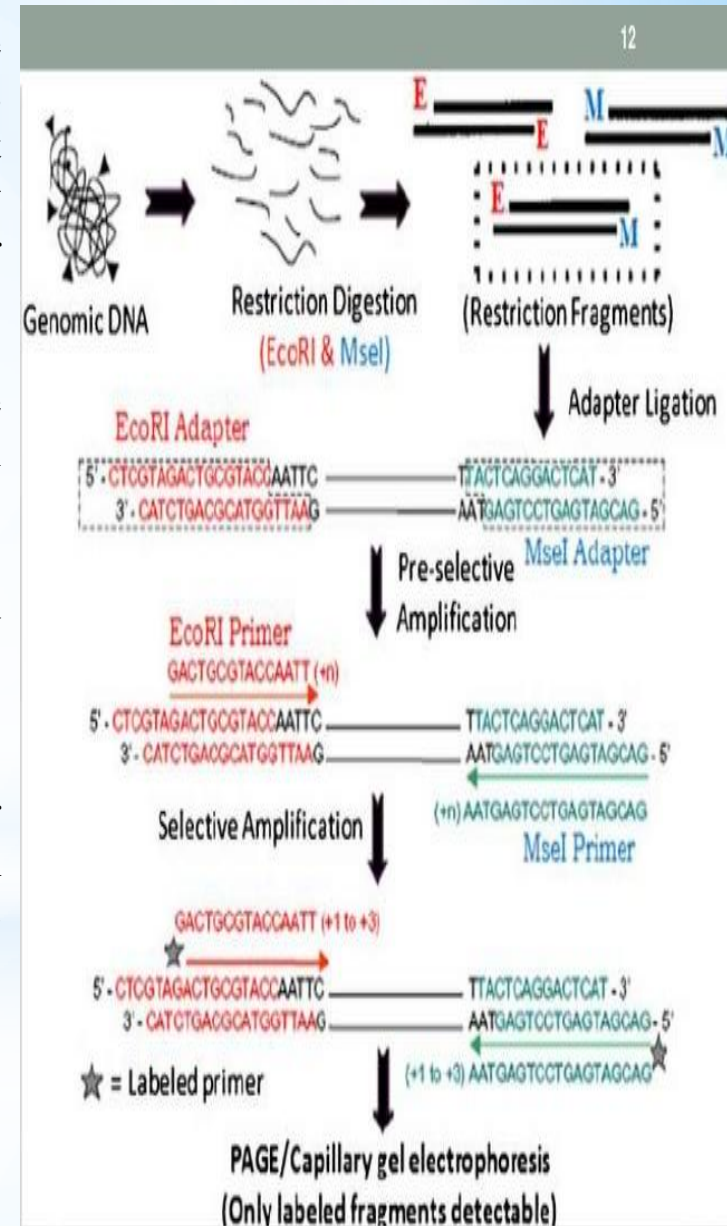 12
E
E
M
M
E
M
Genomic DNA
Restriction Digestion
(EcoRI & MseI)
(Restriction Fragments)
Adapter Ligation
EcoRI Adapter
5'-CTCGTAGACTGCGTACCAATTC
TTACTCAGGACTCAT-3'
3'-CATCTGACGCATGGTTAAG
AATGAGTCCTGAGTAGCAG-5'
MseI Adapter
Pre-selective
Amplification
EcoRI Primer
GACTGCGTACCAATT (+n)
5'-CTCGTAGACTGCGTACCAATTC
TTACTCAGGACTCAT-3'
3'-CATCTGACGCATGGTTAAG
AATGAGTCCTGAGTAGCAG-5'
(+n) AATGAGTCCTGAGTAGCAG
MseI Primer
Selective Amplification
GACTGCGTACCAATT (+1 to +3)
5'-CTCGTAGACTGCGTACCAATTC
TTACTCAGGACTCAT-3'
3'-CATCTGACGCATGGTTAAG
AATGAGTCCTGAGTAGCAG-5'
(+1 to +3) AATGAGTCCTGAGTAGCAG
= Labeled primer
PAGE/Capillary gel electrophoresis
(Only labeled fragments detectable)